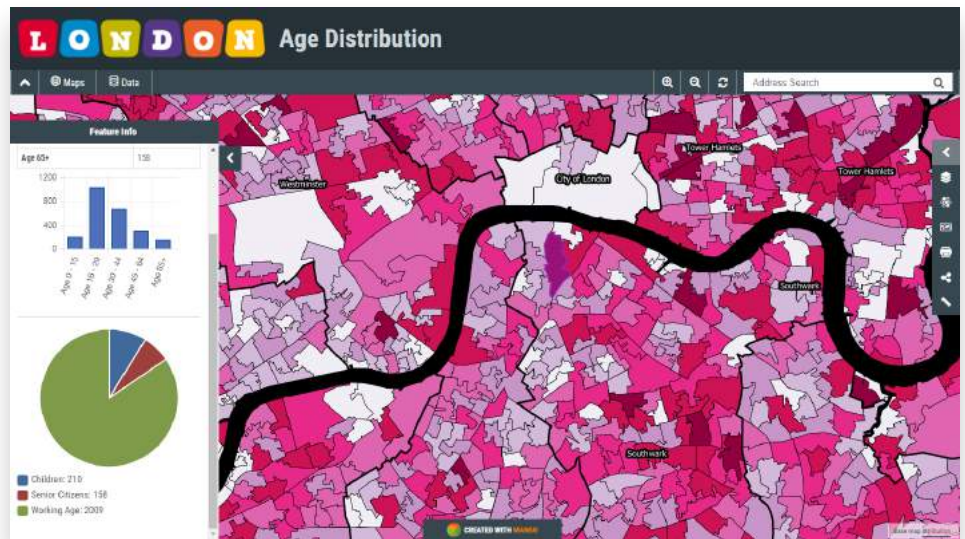 LONDON Age Distribution
Maps Data
Address Search
Feature Info
Age 65+ 158
1200
800
400
0
Age 0 - 15
Age 16 - 29
Age 30 - 44
Age 45 - 64
Age 65+
Children: 210
Senior Citizens: 158
Working Age: 2009
Westminster
City of London
Tower Hamlets
Tower Hamlets
Southwark
Southwark
CREATED WITH